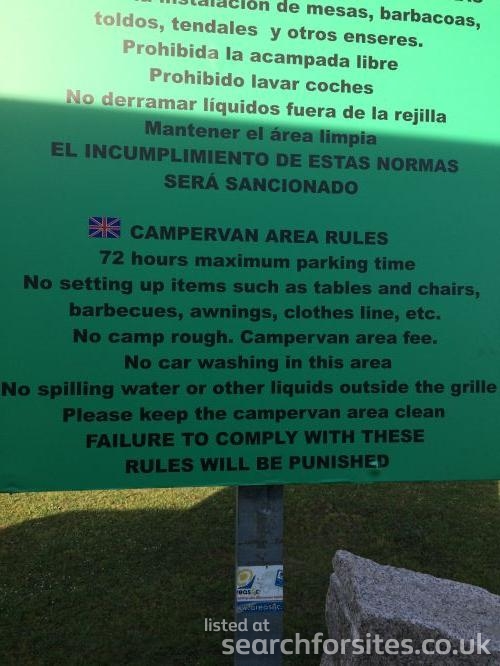 instalación de mesas, barbacoas,
toldos, tendales y otros enseres.
Prohibida la acampada libre
Prohibido lavar coches
No derramar líquidos fuera de la rejilla
Mantener el área limpia
EL INCUMPLIMIENTO DE ESTAS NORMAS
SERÁ SANCIONADO
CAMPERVAN AREA RULES
72 hours maximum parking time
No setting up items such as tables and chairs,
barbecues, awnings, clothes line, etc.
No camp rough. Campervan area fee.
No car washing in this area
No spilling water or other liquids outside the grille
Please keep the campervan area clean
FAILURE TO COMPLY WITH THESE
RULES WILL BE PUNISHED
listed at
searchforsites.co.uk